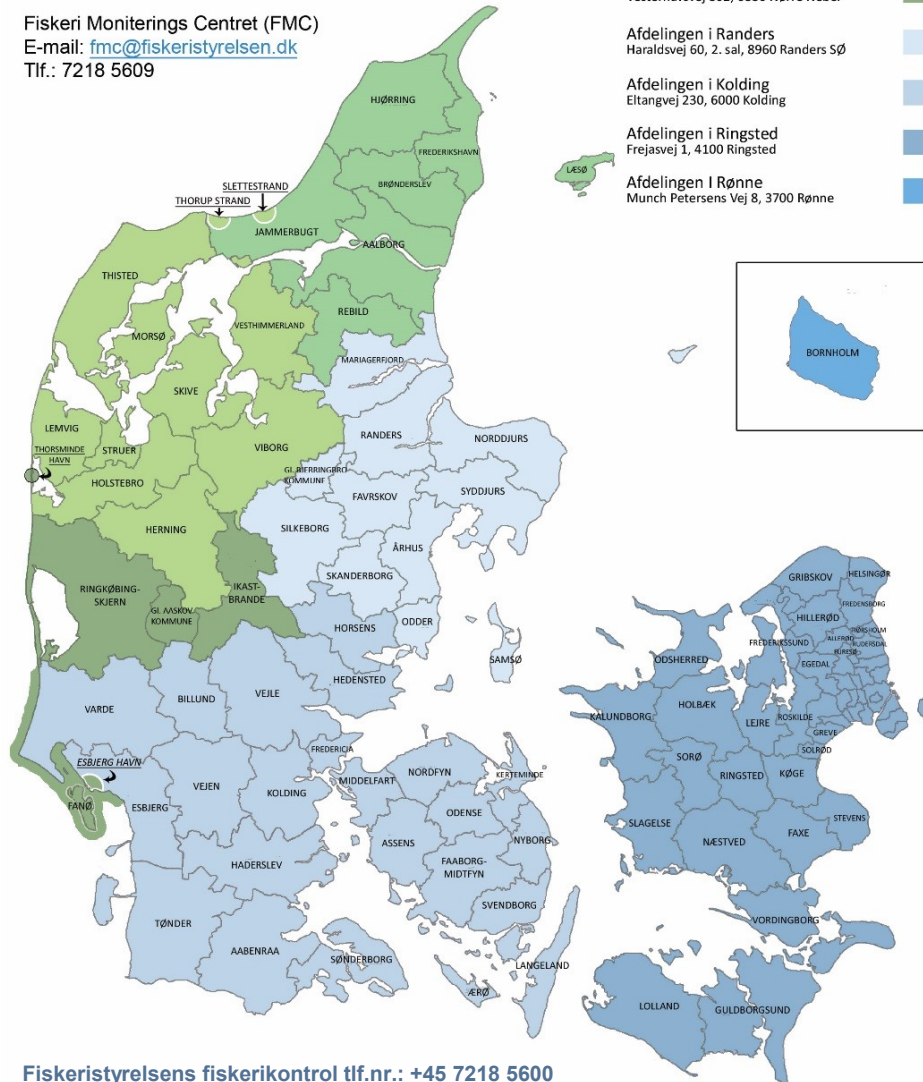 Fiskeri Moniterings Centret (FMC)
E-mail: fmc@fiskeristyrelsen.dk
Tlf.: 7218 5609
Afdelingen i Randers
Haraldsvej 60, 2. sal, 8960 Randers SØ
Afdelingen i Kolding
Eltangvej 230, 6000 Kolding
Afdelingen i Ringsted
Frejasvej 1, 4100 Ringsted
Afdelingen I Rønne
Munch Petersens Vej 8, 3700 Rønne
HJØRRING
FREDERIKSHAVN
LÆSØ
BRØNDERSLEV
SLETTESTRAND
THORUP STRAND
JAMMERBUGT
AALBORG
THISTED
REBILD
VESTHIMMERLAND
MORSØ
MARIAGERFJORD
BORNHOLM
SKIVE
LEMVIG
RANDERS
NORDDJURS
STRUER
VIBORG
THORSMINDE
HAVN
GL. BJERRINGBRO
KOMMUNE
HOLSTEBRO
FAVRSKOV
SYDDJURS
HERNING
SILKEBORG
ÅRHUS
SKANDERBORG
RINGKØBING-
SKJERN
IKAST-
BRANDE
GL. AASKOV
KOMMUNE
HORSENS
ODDER
SAMSØ
HEDENSTED
GRIBSKOV
HELSINGØR
FREDENSBORG
HILLERØD
HØRSHOLM
ALLERØD
RUDERSDAL
FURESØ
FREDERIKSSUND
EGEDAL
ODSHERRED
KALUNDBORG
HOLBÆK
LEJRE
ROSKILDE
GREVE
SOLRØD
VARDE
BILLUND
VEJLE
FREDERICIA
SORØ
RINGSTED
KØGE
ESBJERG HAVN
FANØ
ESBJERG
VEJEN
KOLDING
MIDDELFART
NORDFYN
KERTEMINDE
ODENSE
NYBORG
ASSENS
FAABORG-
MIDTFYN
SVENDBORG
SLAGELSE
NÆSTVED
FAXE
STEVENS
HADERSLEV
TØNDER
AABENRAA
SØNDERBORG
ÆRØ
LANGELAND
VORDINGBORG
LOLLAND
GULDBORGSUND
Fiskeristyrelsens fiskerikontrol tlf.nr.: +45 7218 5600